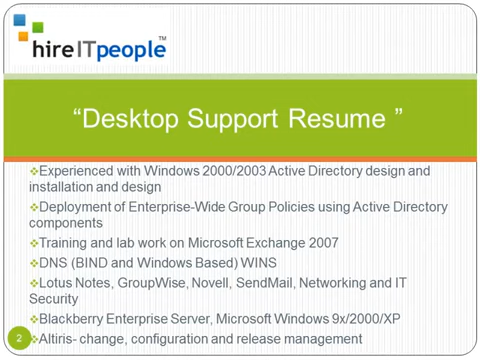 hireITpeople™
“Desktop Support Resume ”
❖Experienced with Windows 2000/2003 Active Directory design and
installation and design
❖Deployment of Enterprise-Wide Group Policies using Active Directory
components
❖Training and lab work on Microsoft Exchange 2007
❖DNS (BIND and Windows Based) WINS
❖Lotus Notes, GroupWise, Novell, SendMail, Networking and IT
Security
❖Blackberry Enterprise Server, Microsoft Windows 9x/2000/XP
2
❖Altiris- change, configuration and release management